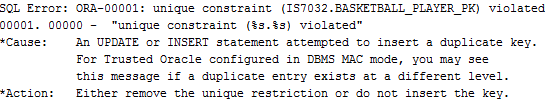 SQL Error: ORA-00001: unique constraint (IS7032.BASKETBALL_PLAYER_PK) violated
00001. 00000 -  "unique constraint (%s.%s) violated"
*Cause:    An UPDATE or INSERT statement attempted to insert a duplicate key.
           For Trusted Oracle configured in DBMS MAC mode, you may see
           this message if a duplicate entry exists at a different level.
*Action:   Either remove the unique restriction or do not insert the key.